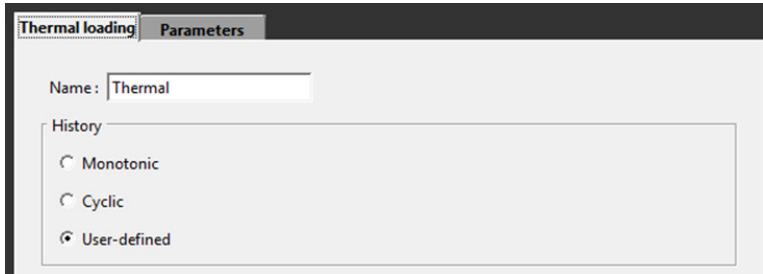 Thermal loading Parameters
Name: Thermal
History
Monotonic
Cyclic
User-defined